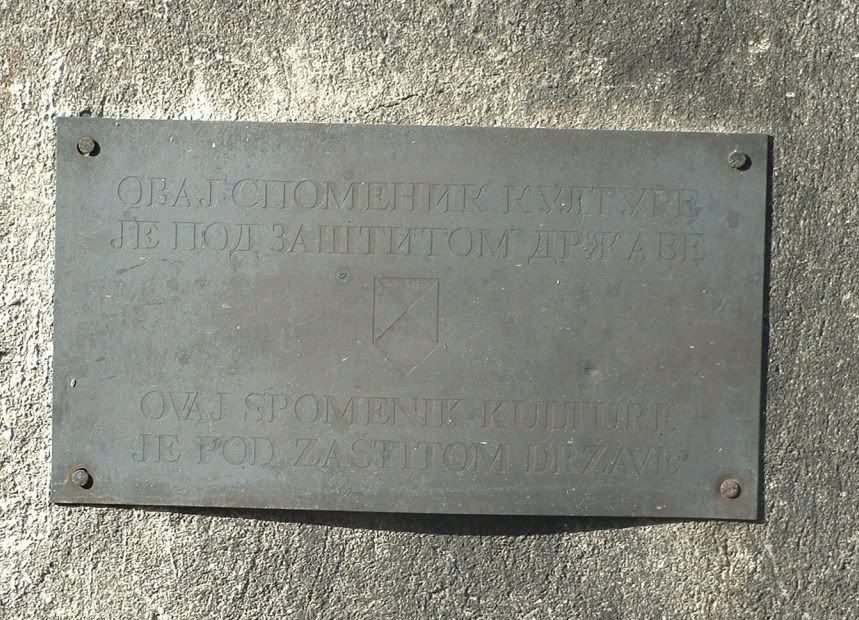 ОВАЈ СПОМЕНИК КУЛТУРЕ
ЈЕ ПОД ЗАШТИТОМ ДРЖАВЕ
OVAJ SPOMENIK KULTURE
JE POD ZAŠTITOM DRŽAVE